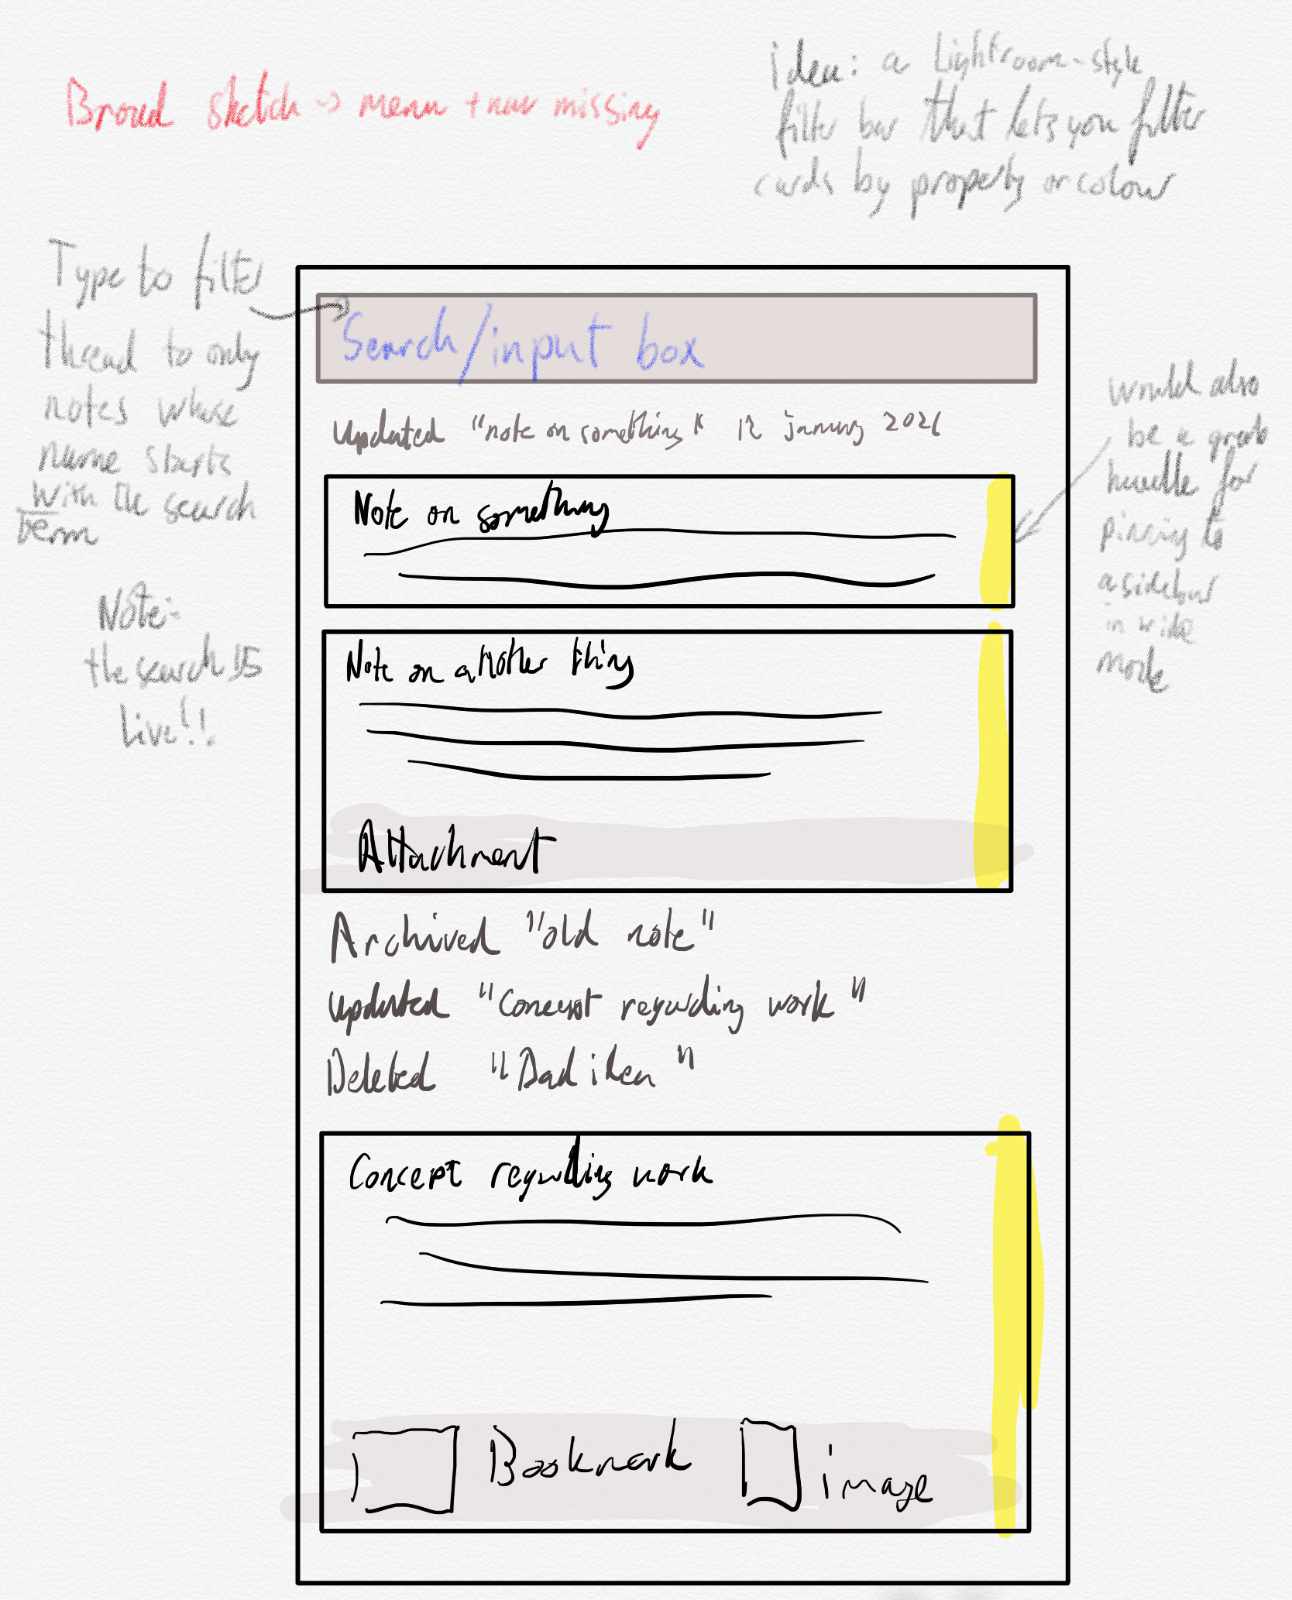 Broad sketch -> menu + nav missing
idea: a Lightroom-style
filter bar that lets you filter
cards by property or colour
Type to filter
thread to only
notes whose
name starts
with the search
term
Note:-
the search is
Live!!
Search/input box
Updated "note on something" 12 january 2026
Note on something
would also
be a grab
handle for
pinning to
a sidebar
in wide
mode
Note on another thing
Attachment
Archived "old note"
Updated "Concept regarding work"
Deleted "Bad idea"
Concept regarding work
Bookmark
image